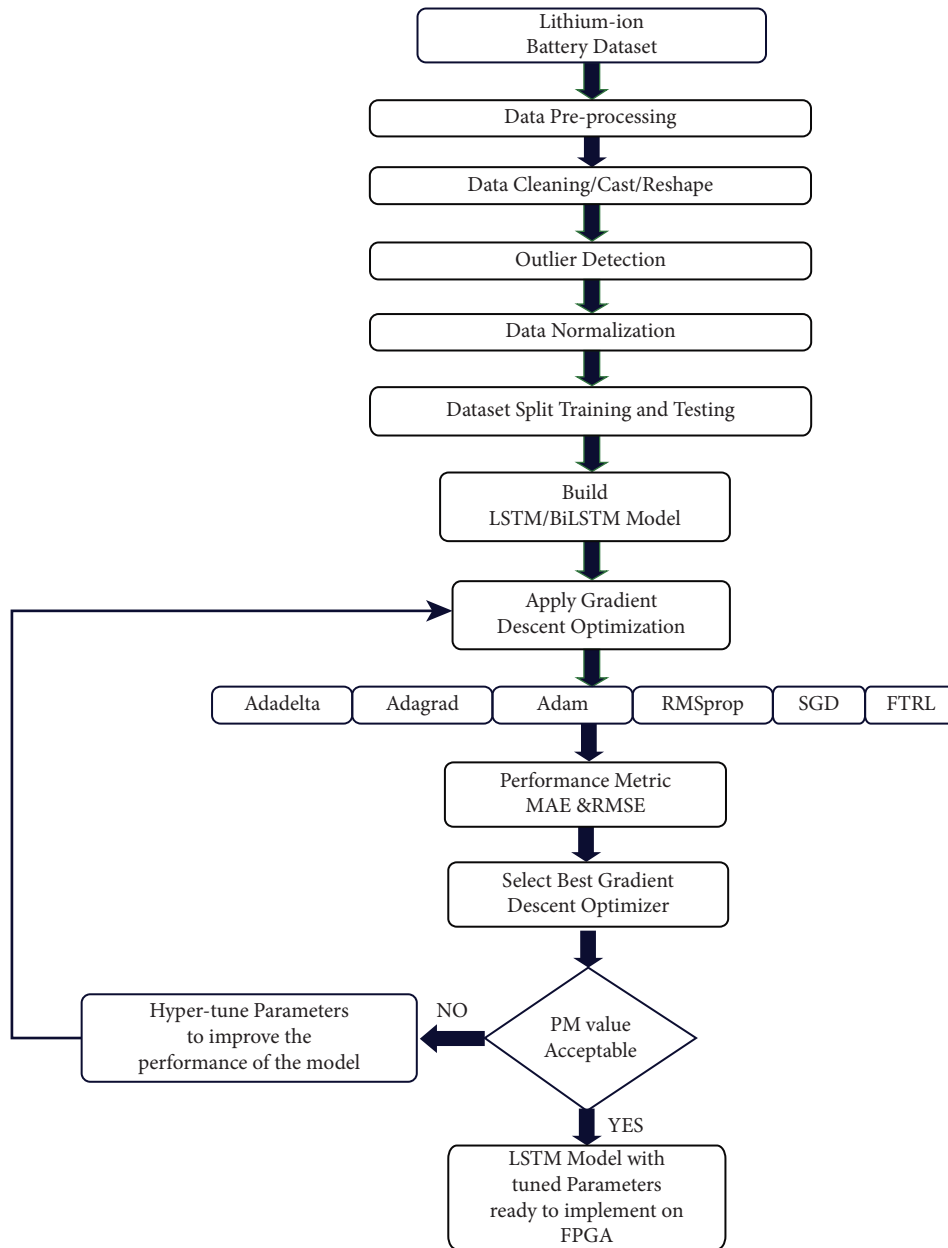 Lithium-ion
Battery Dataset
Data Pre-processing
Data Cleaning/Cast/Reshape
Outlier Detection
Data Normalization
Dataset Split Training and Testing
Build
LSTM/BiLSTM Model
Apply Gradient
Descent Optimization
Adadelta
Adagrad
Adam
RMSprop
SGD
FTRL
Performance Metric
MAE &RMSE
Select Best Gradient
Descent Optimizer
PM value
Acceptable
NO
Hyper-tune Parameters
to improve the
performance of the model
YES
LSTM Model with
tuned Parameters
ready to implement on
FPGA